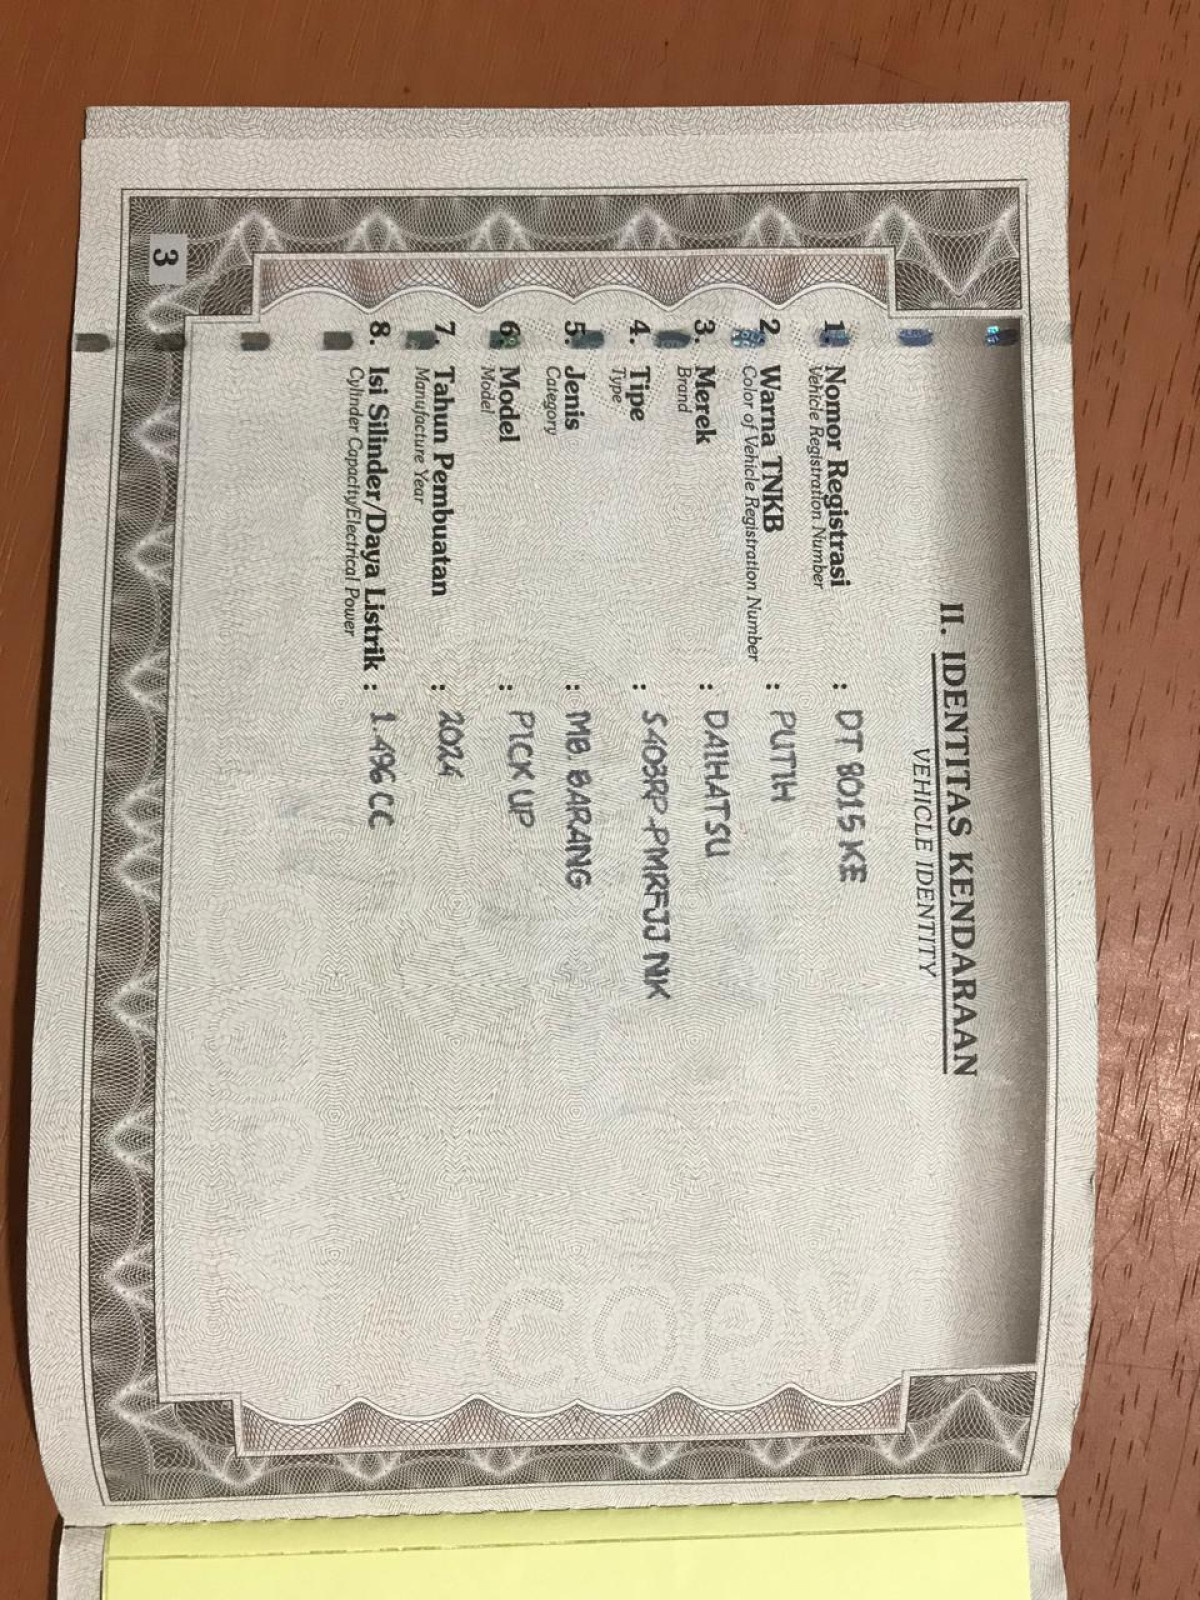 II. IDENTITAS KENDARAAN
VEHICLE IDENTITY
1. Nomor Registrasi : DT 8015 KE
Vehicle Registration Number
2. Warna TNKB : PUTIH
Color of Vehicle Registration Number
3. Merek : DAIHATSU
Brand
4. Tipe : S403RP-PMRFJJ NK
Type
5. Jenis : MB. BARANG
Category
6. Model : PICK UP
Model
7. Tahun Pembuatan : 2024
Manufacture Year
8. Isi Silinder/Daya Listrik : 1.496 CC
Cylinder Capacity/Electrical Power
COPY
3